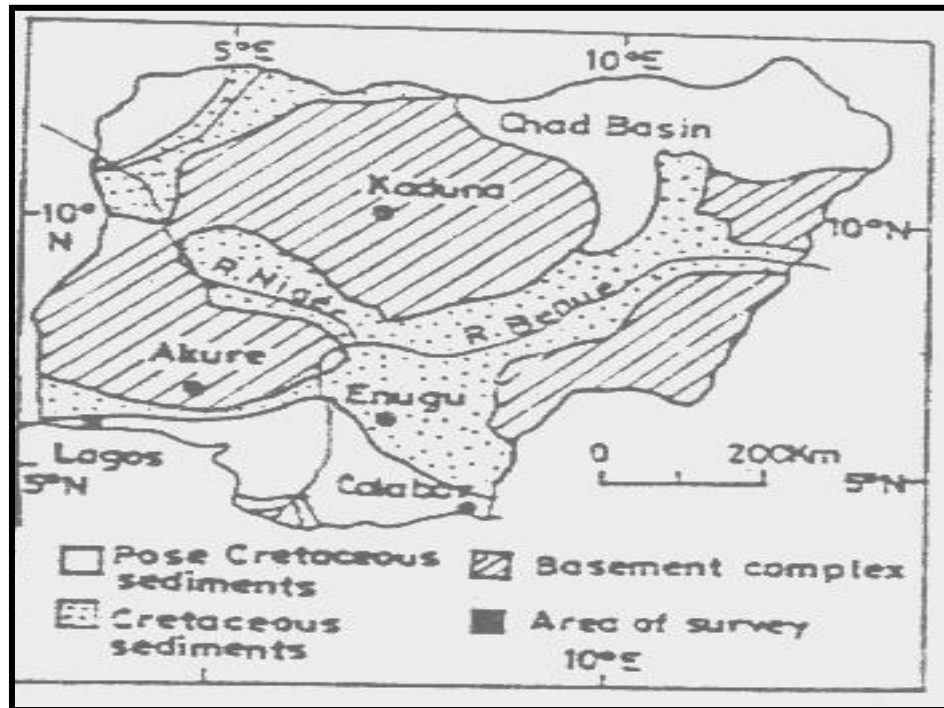 5°E
10°E
Chad Basin
Kaduna
10°
N
10°N
R. Niger
R. Benue
Akure
Enugu
Lagos
0 200Km
5°N
5°N
Calabar
Pose Cretaceous
sediments
Basement complex
Cretaceous
sediments
Area of survey
10°E